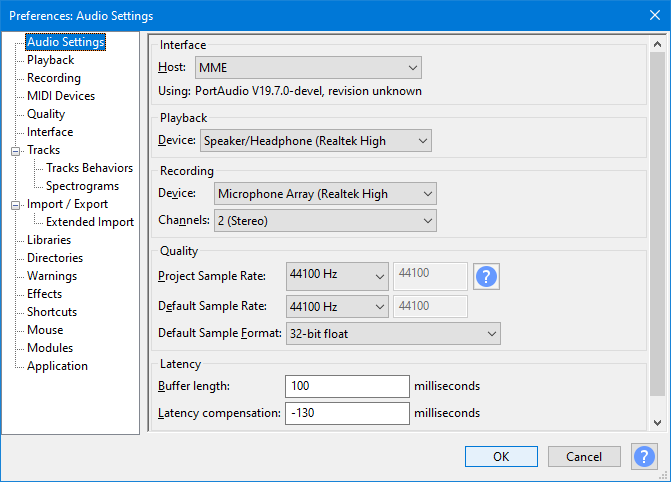 Preferences: Audio Settings
Audio Settings
Playback
Recording
MIDI Devices
Quality
Interface
Tracks
Tracks Behaviors
Spectrograms
Import / Export
Extended Import
Libraries
Directories
Warnings
Effects
Shortcuts
Mouse
Modules
Application
Interface
Host: MME
Using: PortAudio V19.7.0-devel, revision unknown
Playback
Device: Speaker/Headphone (Realtek High
Recording
Device: Microphone Array (Realtek High
Channels: 2 (Stereo)
Quality
Project Sample Rate: 44100 Hz 44100 ?
Default Sample Rate: 44100 Hz 44100
Default Sample Format: 32-bit float
Latency
Buffer length: 100 milliseconds
Latency compensation: -130 milliseconds
OK Cancel ?